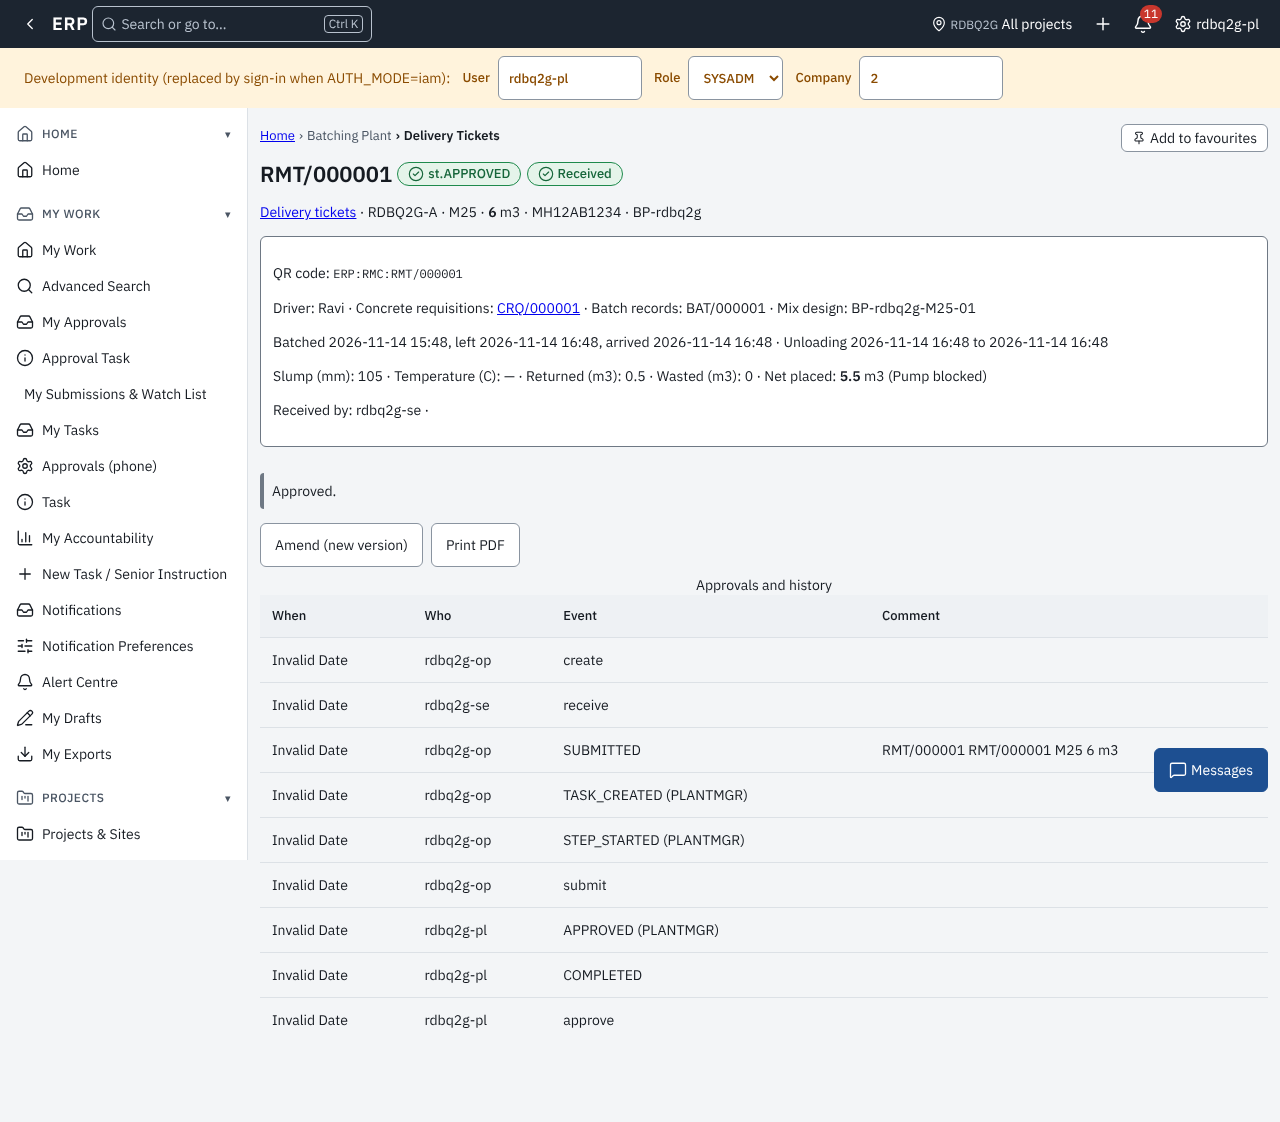 ERP
Search or go to...
Ctrl K
RDBQ2G All projects
11
rdbq2g-pl
Development identity (replaced by sign-in when AUTH_MODE=iam):
User
rdbq2g-pl
Role
SYSADM
Company
2
HOME
Home
MY WORK
My Work
Advanced Search
My Approvals
Approval Task
My Submissions & Watch List
My Tasks
Approvals (phone)
Task
My Accountability
New Task / Senior Instruction
Notifications
Notification Preferences
Alert Centre
My Drafts
My Exports
PROJECTS
Projects & Sites
Home › Batching Plant › Delivery Tickets
Add to favourites
RMT/000001
st.APPROVED
Received
Delivery tickets · RDBQ2G-A · M25 · 6 m3 · MH12AB1234 · BP-rdbq2g
QR code: ERP:RMC:RMT/000001
Driver: Ravi · Concrete requisitions: CRQ/000001 · Batch records: BAT/000001 · Mix design: BP-rdbq2g-M25-01
Batched 2026-11-14 15:48, left 2026-11-14 16:48, arrived 2026-11-14 16:48 · Unloading 2026-11-14 16:48 to 2026-11-14 16:48
Slump (mm): 105 · Temperature (C): — · Returned (m3): 0.5 · Wasted (m3): 0 · Net placed: 5.5 m3 (Pump blocked)
Received by: rdbq2g-se ·
Approved.
Amend (new version)
Print PDF
Approvals and history
When Who Event Comment
Invalid Date rdbq2g-op create
Invalid Date rdbq2g-se receive
Invalid Date rdbq2g-op SUBMITTED RMT/000001 RMT/000001 M25 6 m3
Invalid Date rdbq2g-op TASK_CREATED (PLANTMGR)
Invalid Date rdbq2g-op STEP_STARTED (PLANTMGR)
Invalid Date rdbq2g-op submit
Invalid Date rdbq2g-pl APPROVED (PLANTMGR)
Invalid Date rdbq2g-pl COMPLETED
Invalid Date rdbq2g-pl approve
Messages